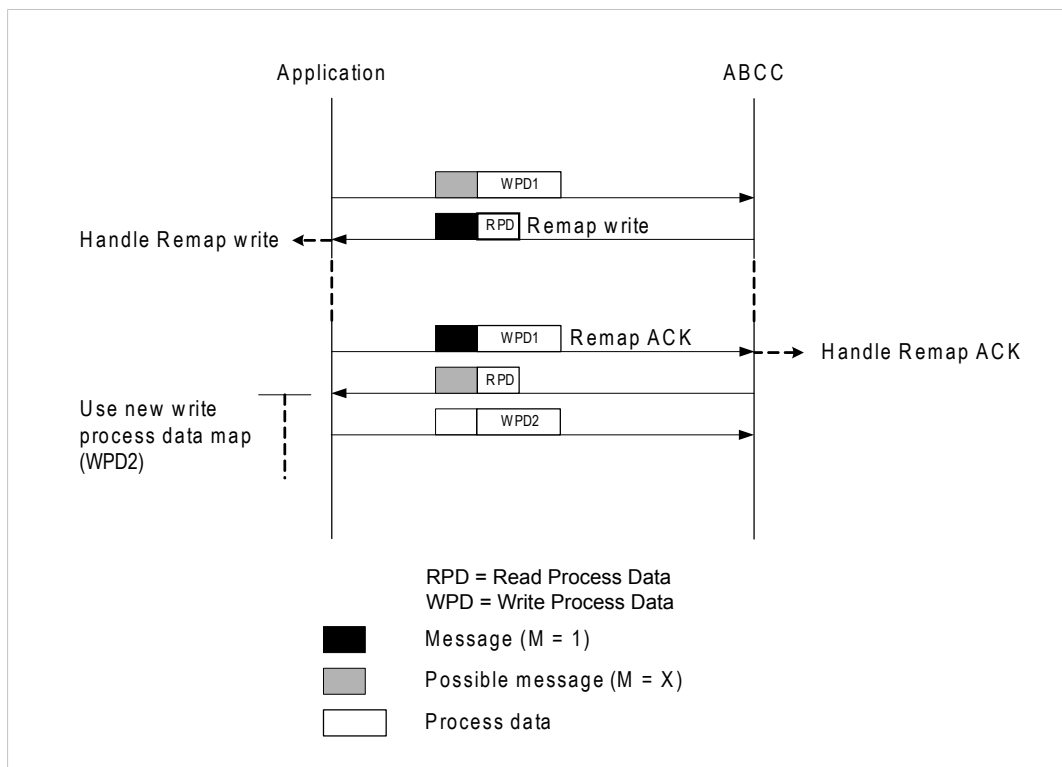 Application
ABCC
WPD1
RPD Remap write
Handle Remap write
WPD1 Remap ACK
Handle Remap ACK
RPD
Use new write
process data map
(WPD2)
WPD2
RPD = Read Process Data
WPD = Write Process Data
Message (M = 1)
Possible message (M = X)
Process data